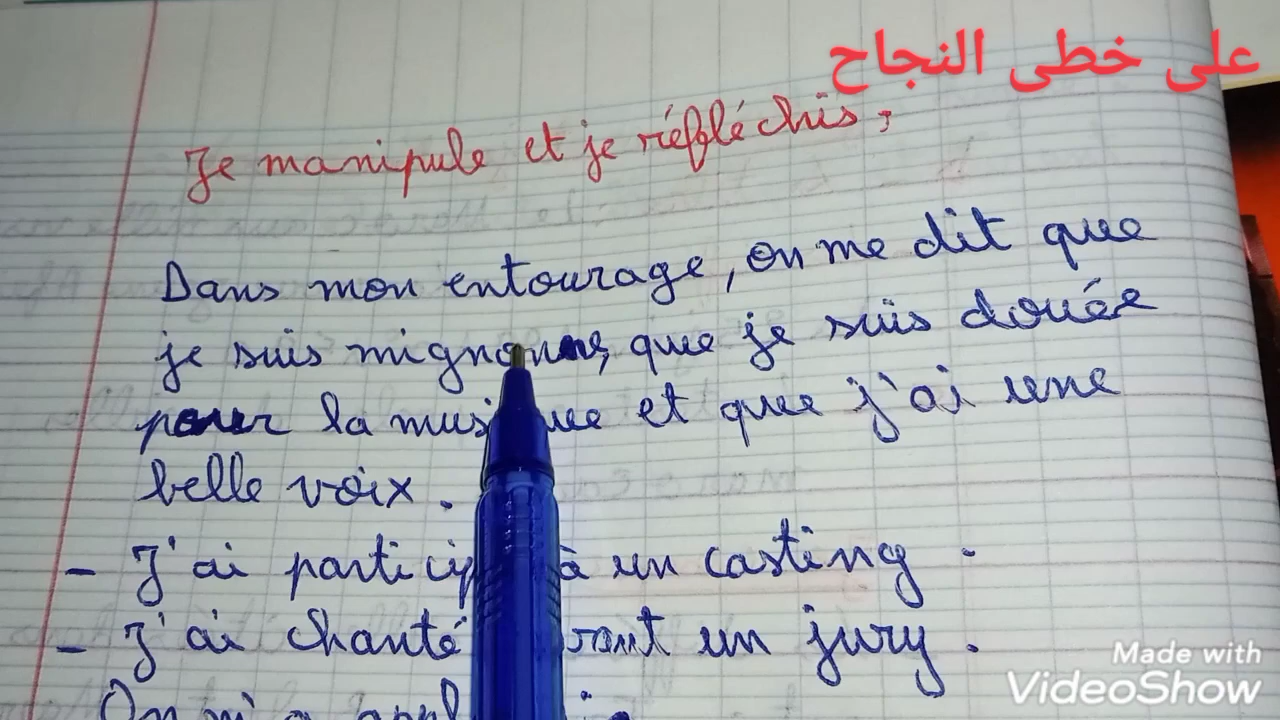 على خطى النجاح
Je manipule et je réfléchis,
Dans mon entourage, on me dit que
je suis mignonne, que je suis douée
pour la musique et que j'ai une
belle voix.
- J'ai participé à un casting.
- J'ai chanté un jury.
On m'a
Made with
VideoShow